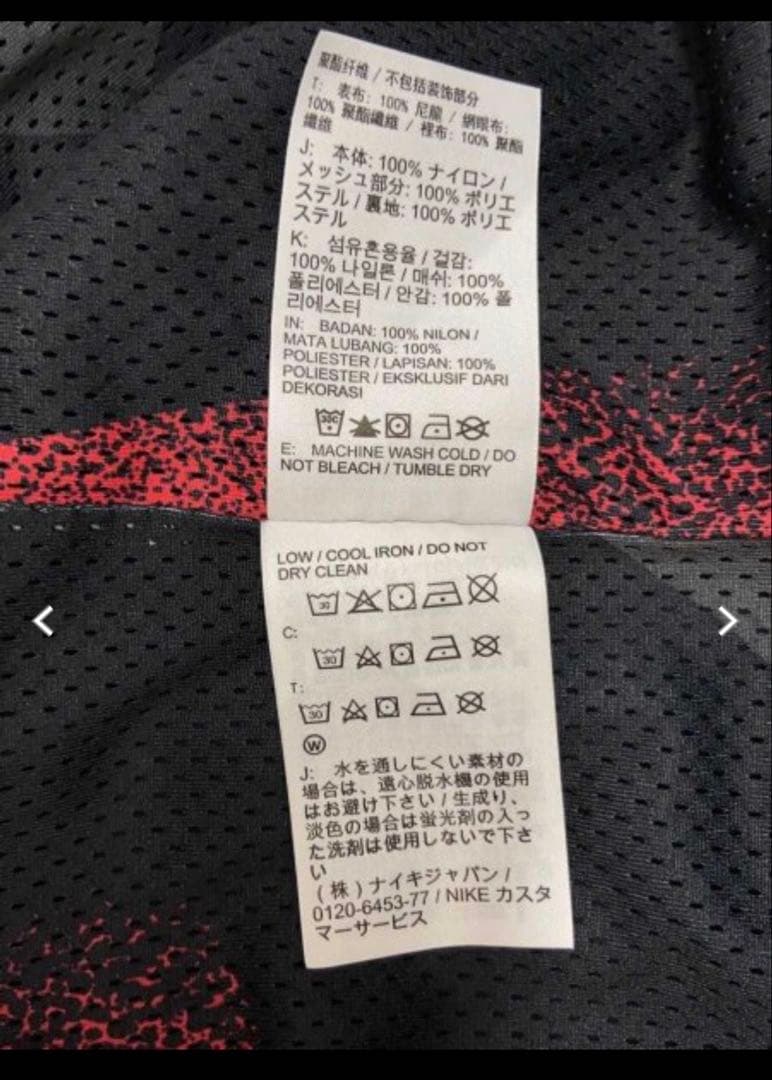 聚酯纤维 / 不包括装饰部分
T: 表布: 100% 尼龍 / 網眼布:
100% 聚酯纖維 / 裡布: 100% 聚酯
纖維
J: 本体: 100% ナイロン /
メッシュ部分: 100% ポリエ
ステル / 裏地: 100% ポリエ
ステル
K: 섬유혼용율 / 겉감:
100% 나일론 / 매쉬: 100%
폴리에스터 / 안감: 100% 폴
리에스터
IN: BADAN: 100% NILON /
MATA LUBANG: 100%
POLIESTER / LAPISAN: 100%
POLIESTER / EKSKLUSIF DARI
DEKORASI
30C
E: MACHINE WASH COLD / DO
NOT BLEACH / TUMBLE DRY
LOW / COOL IRON / DO NOT
DRY CLEAN
30
C:
30
T:
30
W
J: 水を通しにくい素材の
場合は、遠心脱水機の使用
はお避け下さい / 生成り、
淡色の場合は蛍光剤の入っ
た洗剤は使用しないで下さ
い
(株) ナイキジャパン /
0120-6453-77 / NIKE カスタ
マーサービス